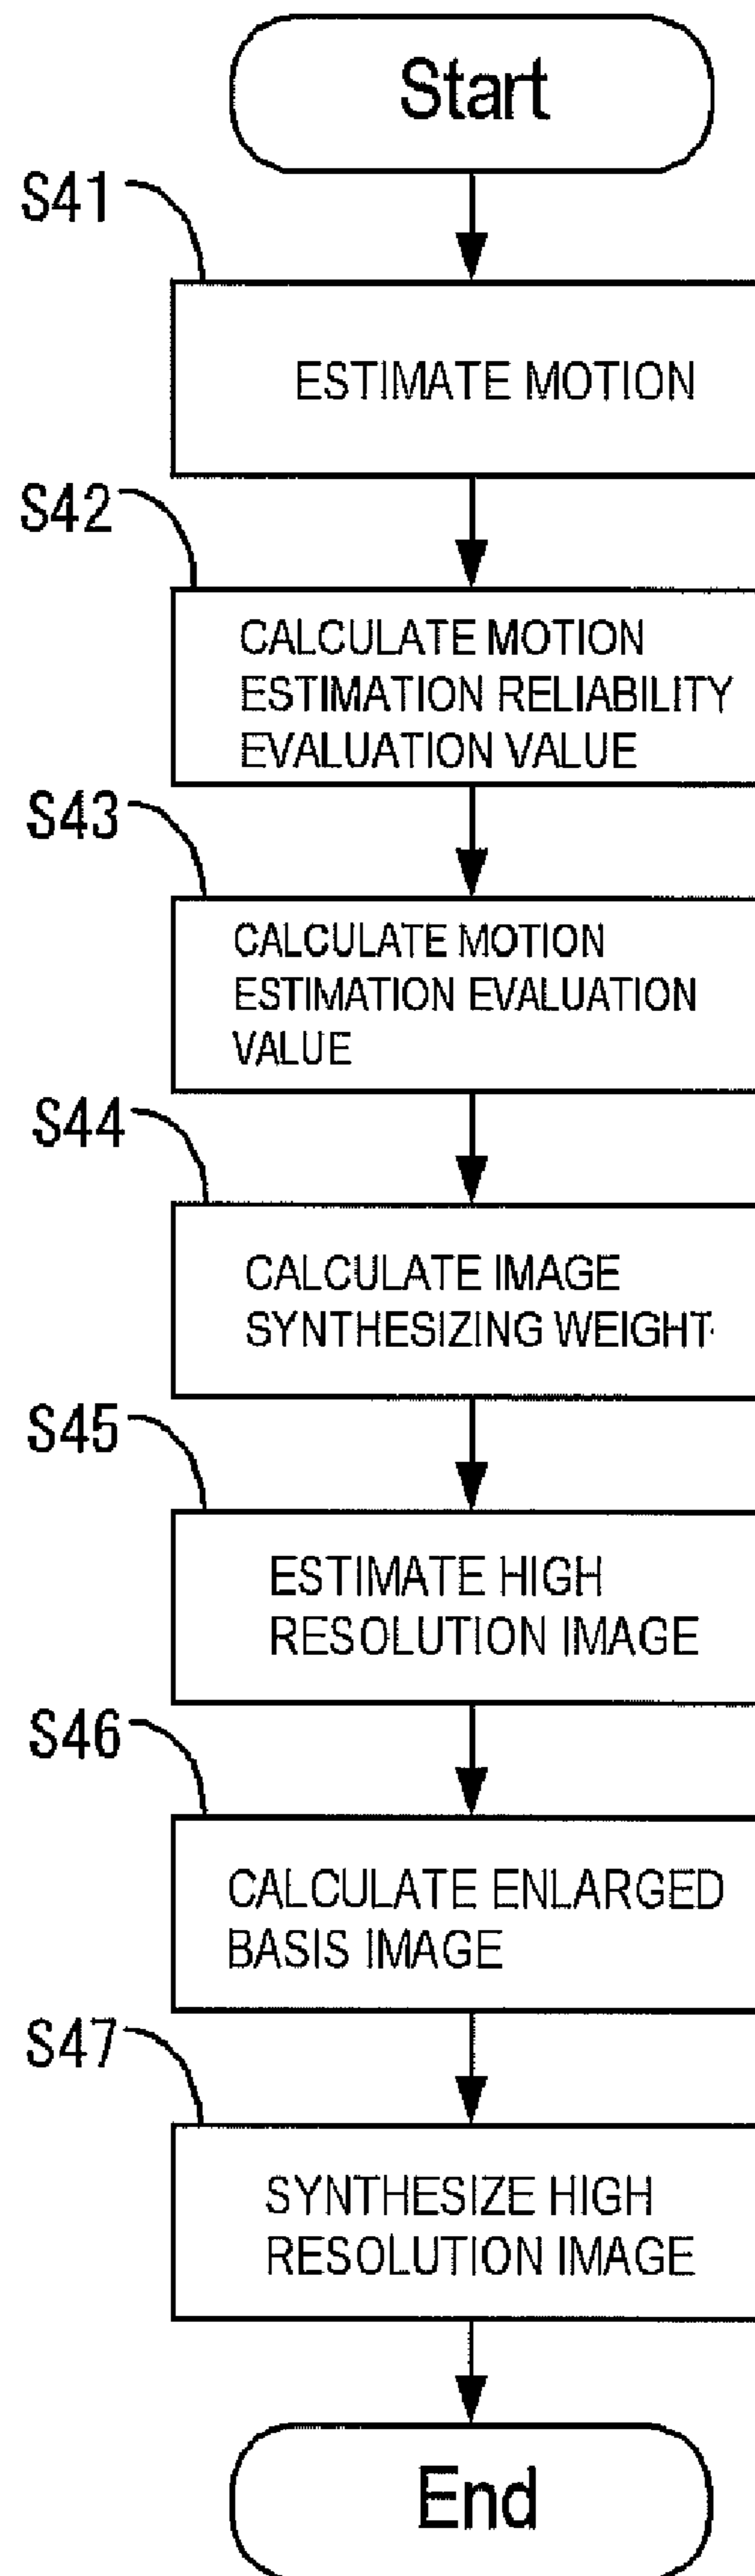 Start
S41
ESTIMATE MOTION
S42
CALCULATE MOTION
ESTIMATION RELIABILITY
EVALUATION VALUE
S43
CALCULATE MOTION
ESTIMATION EVALUATION
VALUE
S44
CALCULATE IMAGE
SYNTHESIZING WEIGHT
S45
ESTIMATE HIGH
RESOLUTION IMAGE
S46
CALCULATE ENLARGED
BASIS IMAGE
S47
SYNTHESIZE HIGH
RESOLUTION IMAGE
End